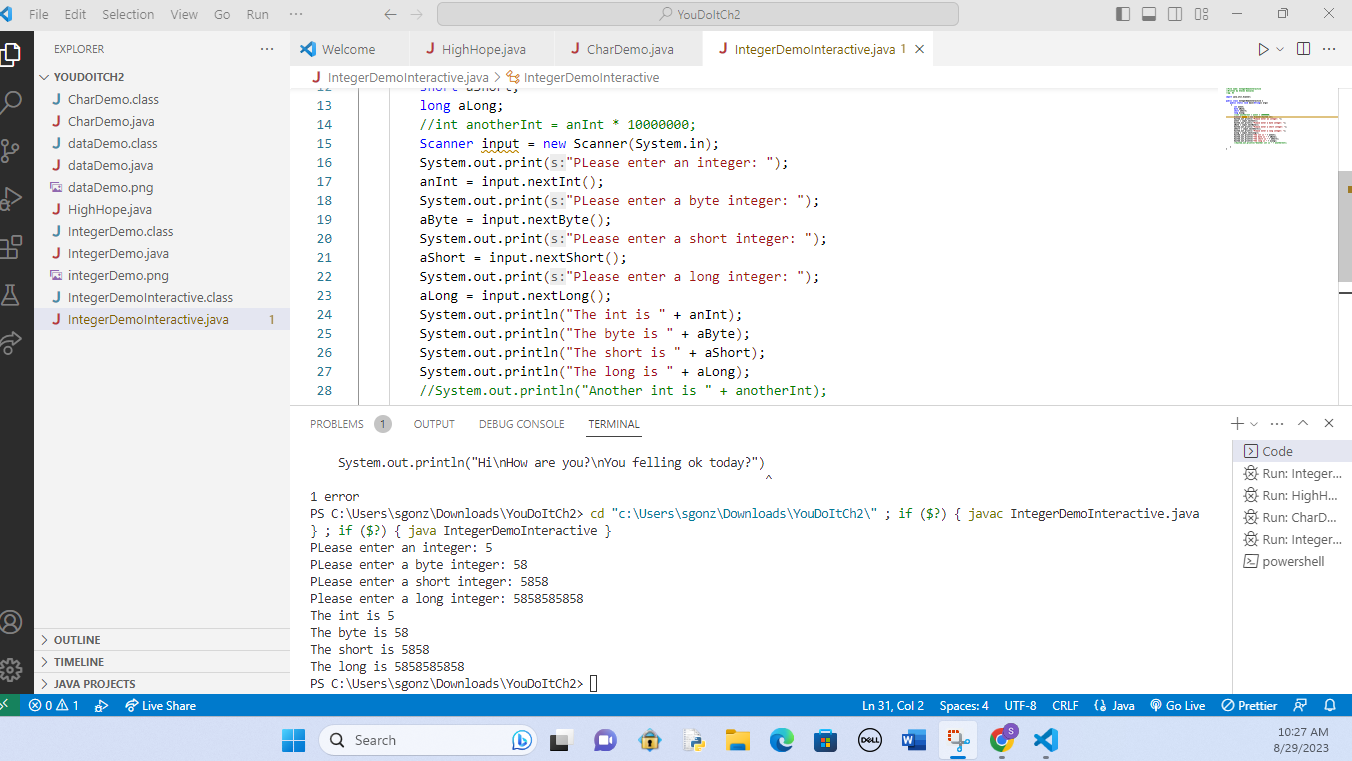 File Edit Selection View Go Run ··· YouDoItCh2
EXPLORER ···
YOUDOITCH2
CharDemo.class
CharDemo.java
dataDemo.class
dataDemo.java
dataDemo.png
HighHope.java
IntegerDemo.class
IntegerDemo.java
integerDemo.png
IntegerDemoInteractive.class
IntegerDemoInteractive.java 1
OUTLINE
TIMELINE
JAVA PROJECTS
Welcome HighHope.java CharDemo.java IntegerDemoInteractive.java 1
IntegerDemoInteractive.java > IntegerDemoInteractive
12 short aShort;
13 long aLong;
14 //int anotherInt = anInt * 10000000;
15 Scanner input = new Scanner(System.in);
16 System.out.print(s:"PLease enter an integer: ");
17 anInt = input.nextInt();
18 System.out.print(s:"PLease enter a byte integer: ");
19 aByte = input.nextByte();
20 System.out.print(s:"PLease enter a short integer: ");
21 aShort = input.nextShort();
22 System.out.print(s:"Please enter a long integer: ");
23 aLong = input.nextLong();
24 System.out.println("The int is " + anInt);
25 System.out.println("The byte is " + aByte);
26 System.out.println("The short is " + aShort);
27 System.out.println("The long is " + aLong);
28 //System.out.println("Another int is " + anotherInt);
PROBLEMS 1 OUTPUT DEBUG CONSOLE TERMINAL
System.out.println("Hi\nHow are you?\nYou felling ok today?")
^
1 error
PS C:\Users\sgonz\Downloads\YouDoItCh2> cd "c:\Users\sgonz\Downloads\YouDoItCh2\" ; if ($?) { javac IntegerDemoInteractive.java
} ; if ($?) { java IntegerDemoInteractive }
PLease enter an integer: 5
PLease enter a byte integer: 58
PLease enter a short integer: 5858
Please enter a long integer: 5858585858
The int is 5
The byte is 58
The short is 5858
The long is 5858585858
PS C:\Users\sgonz\Downloads\YouDoItCh2>
Code
Run: Integer...
Run: HighH...
Run: CharD...
Run: Integer...
powershell
0 1 Live Share Ln 31, Col 2 Spaces: 4 UTF-8 CRLF Java Go Live Prettier
Search DELL S 10:27 AM
8/29/2023